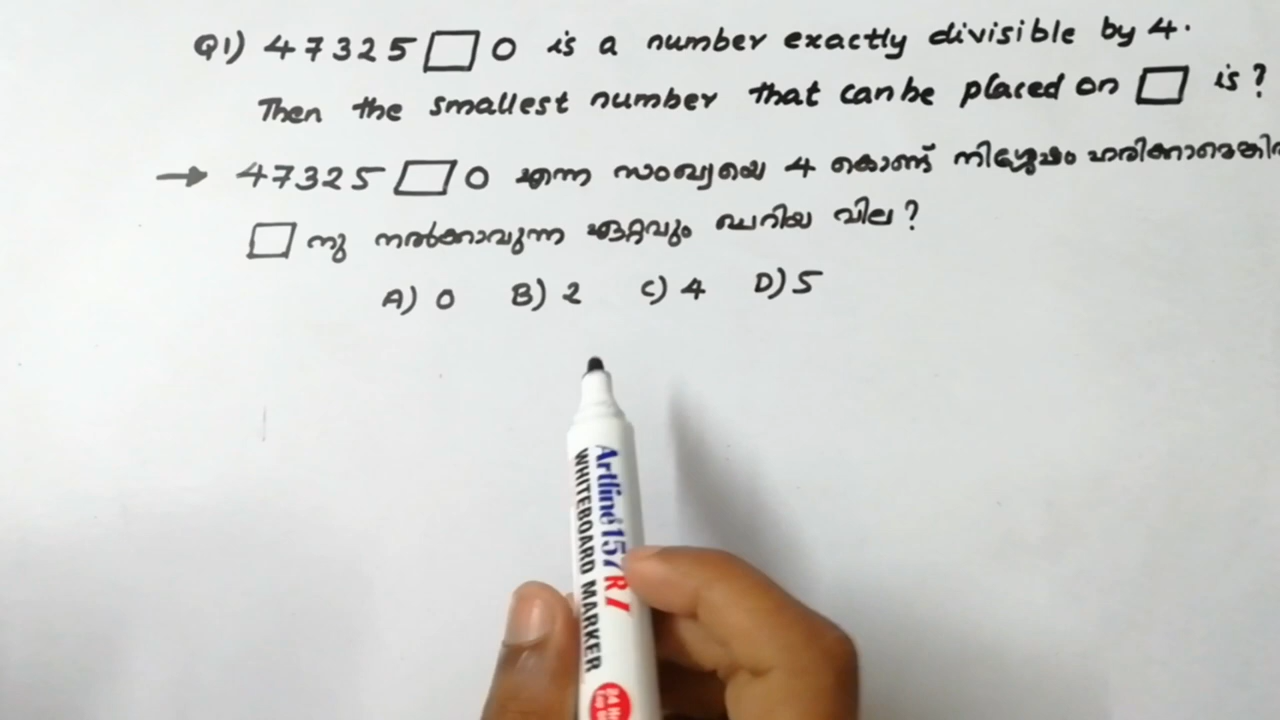 Q1) 47325 □ 0 is a number exactly divisible by 4.
Then the smallest number that can be placed on □ is?
→ 47325 □ 0 എന്ന സംഖ്യയെ 4 കൊണ്ട് നിശ്ശേഷം ഹരിക്കാമെങ്കിൽ
□ നു നൽകാവുന്ന ഏറ്റവും ചെറിയ വില?
A) 0 B) 2 C) 4 D) 5
Artline 157R
WHITEBOARD MARKER